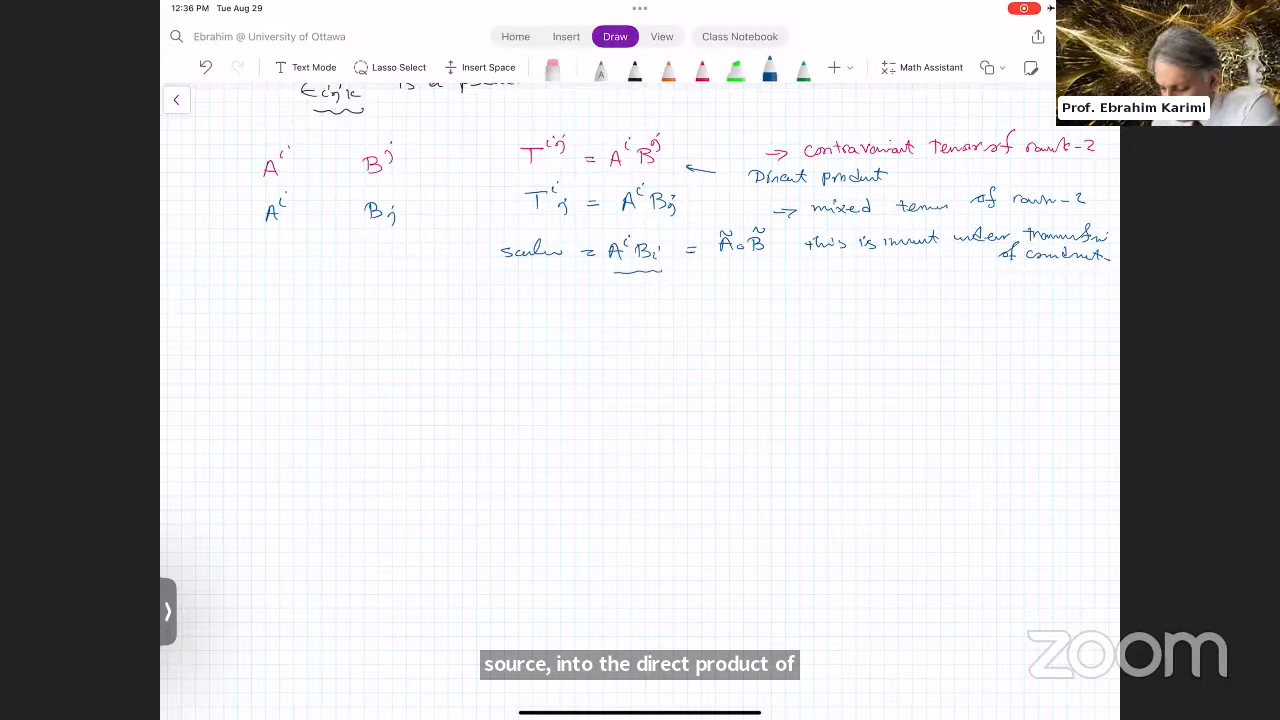 12:36 PM Tue Aug 29
Ebrahim @ University of Ottawa
Home Insert Draw View Class Notebook
Text Mode Lasso Select Insert Space Math Assistant
Prof. Ebrahim Karimi
ϵijk is a
A^i B^j T^ij = A^i B^j → contravariant tensor of rank-2
← Direct product
A^i B_j T^i_j = A^i B_j → mixed tensor of rank-2
scalar = A^i B_i = Ã∘B̃ this is invariant under
of
source, into the direct product of
zoom